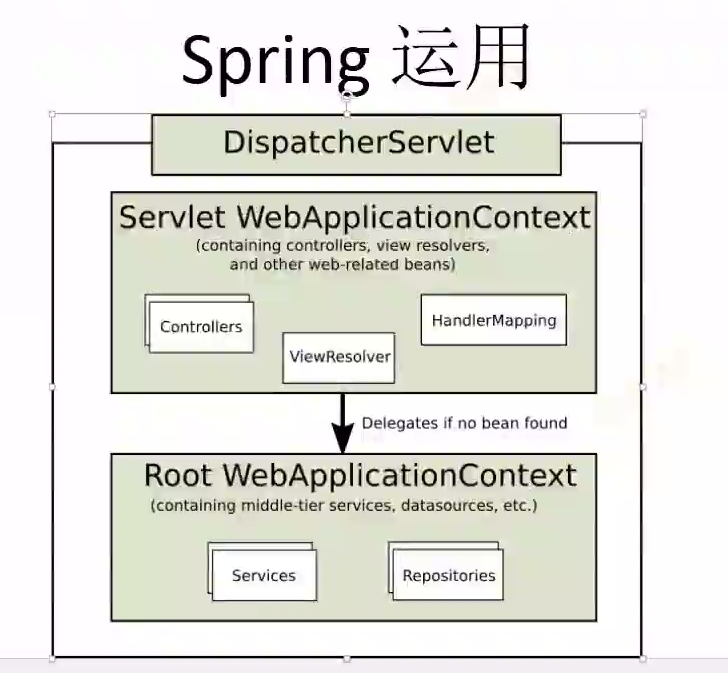 Spring 运用
DispatcherServlet
Servlet WebApplicationContext
(containing controllers, view resolvers,
and other web-related beans)
Controllers
HandlerMapping
ViewResolver
Delegates if no bean found
Root WebApplicationContext
(containing middle-tier services, datasources, etc.)
Services
Repositories